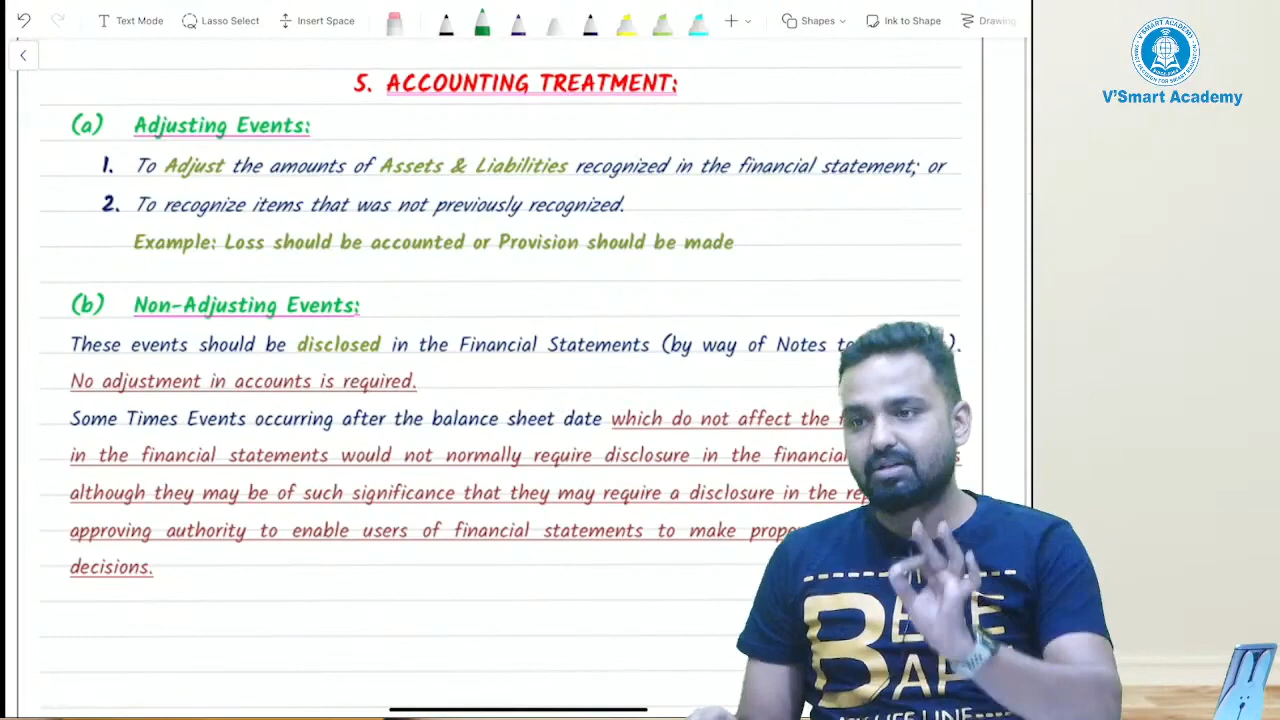 Text Mode Lasso Select Insert Space Shapes Ink to Shape Drawing
V'Smart Academy
5. ACCOUNTING TREATMENT:
(a) Adjusting Events:
1. To Adjust the amounts of Assets & Liabilities recognized in the financial statement; or
2. To recognize items that was not previously recognized.
Example: Loss should be accounted or Provision should be made
(b) Non-Adjusting Events:
These events should be disclosed in the Financial Statements (by way of Notes to ).
No adjustment in accounts is required.
Some Times Events occurring after the balance sheet date which do not affect the
in the financial statements would not normally require disclosure in the financial
although they may be of such significance that they may require a disclosure in the
approving authority to enable users of financial statements to make
decisions.